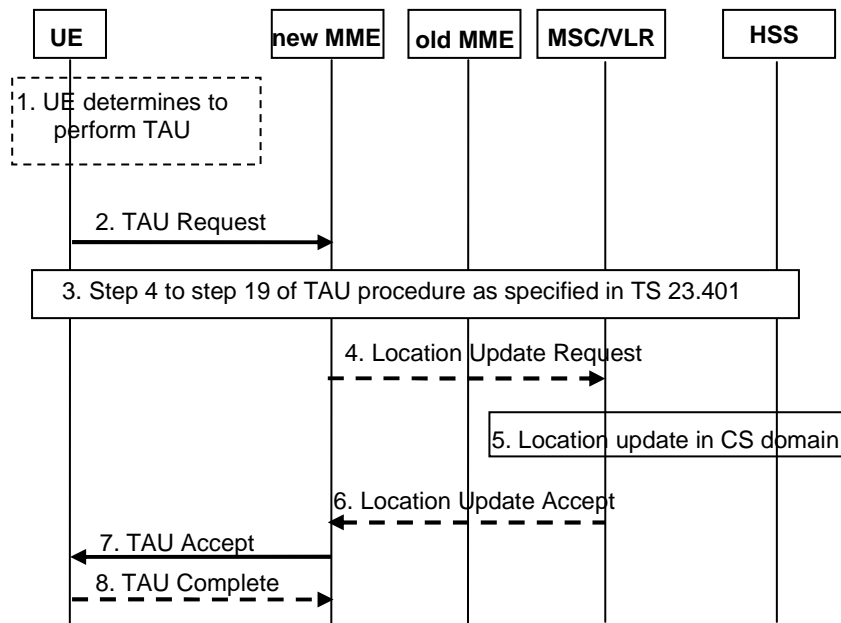 UE
new MME
old MME
MSC/VLR
HSS
1. UE determines to
perform TAU
2. TAU Request
3. Step 4 to step 19 of TAU procedure as specified in TS 23.401
4. Location Update Request
5. Location update in CS domain
6. Location Update Accept
7. TAU Accept
8. TAU Complete